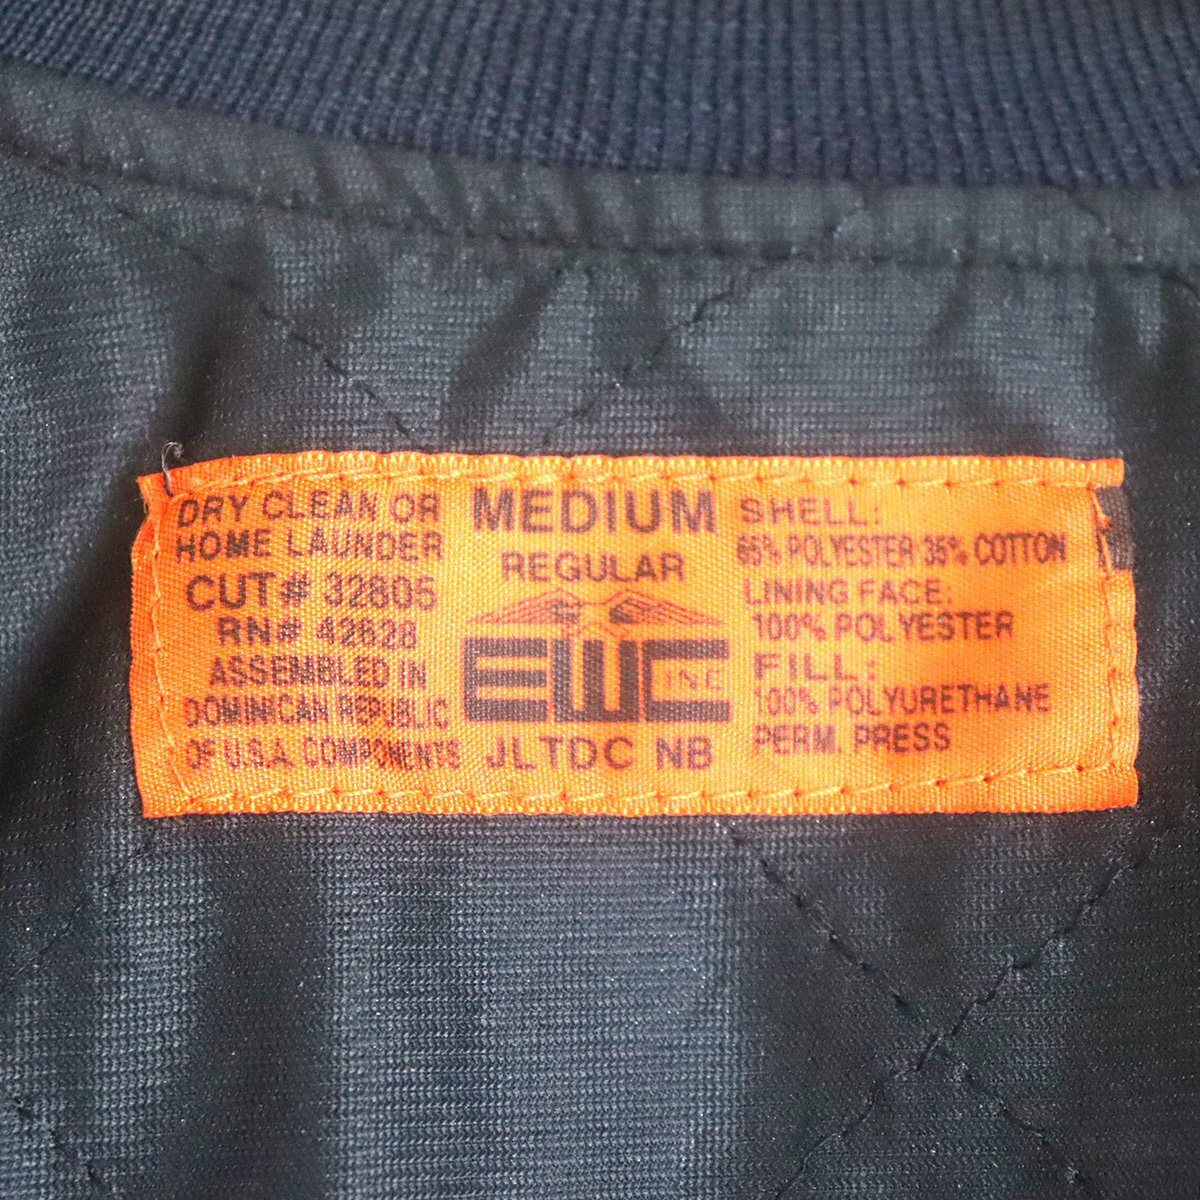 DRY CLEAN OR
HOME LAUNDER
CUT# 32805
RN# 42628
ASSEMBLED IN
DOMINICAN REPUBLIC
OF U.S.A. COMPONENTS
MEDIUM
REGULAR
EWC INC
JLTDC NB
SHELL:
65% POLYESTER 35% COTTON
LINING FACE:
100% POLYESTER
FILL:
100% POLYURETHANE
PERM. PRESS